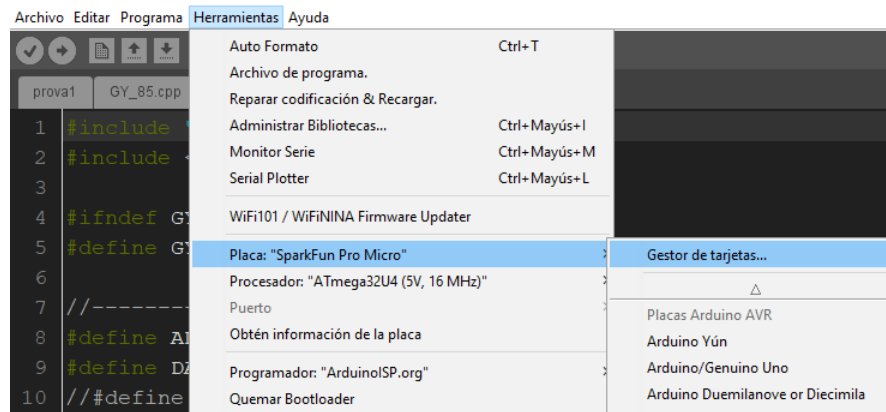 Archivo Editar Programa Herramientas Ayuda
prova1 GY_85.cpp
1 #include
2 #include <
3
4 #ifndef GY
5 #define GY
6
7 //-------
8 #define
9 #define
10 //#define
Auto Formato Ctrl+T
Archivo de programa.
Reparar codificación & Recargar.
Administrar Bibliotecas... Ctrl+Mayús+I
Monitor Serie Ctrl+Mayús+M
Serial Plotter Ctrl+Mayús+L
WiFi101 / WiFiNINA Firmware Updater
Placa: "SparkFun Pro Micro"
Procesador: "ATmega32U4 (5V, 16 MHz)"
Puerto
Obtén información de la placa
Programador: "ArduinoISP.org"
Quemar Bootloader
Gestor de tarjetas...
Placas Arduino AVR
Arduino Yún
Arduino/Genuino Uno
Arduino Duemilanove or Diecimila